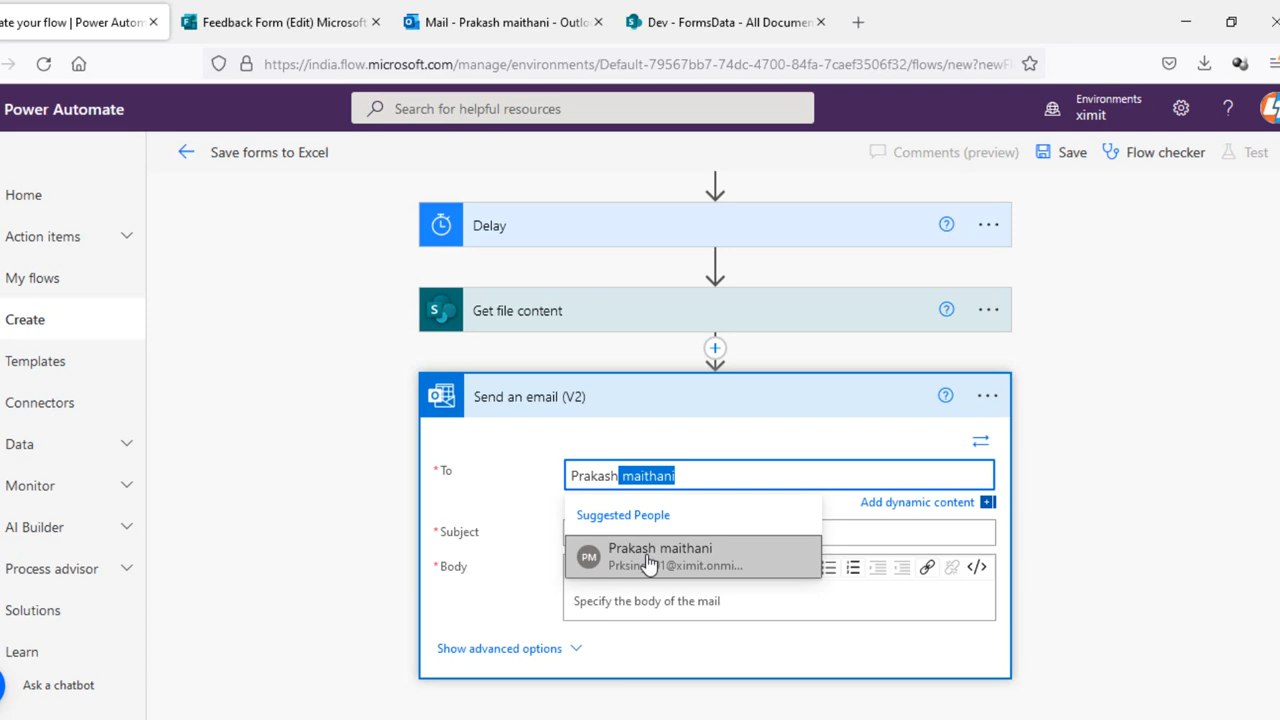 ate your flow | Power Automate
Feedback Form (Edit) Microsoft
Mail - Prakash maithani - Outlo
Dev - FormsData - All Documen
https://india.flow.microsoft.com/manage/environments/Default-79567bb7-74dc-4700-84fa-7caef3506f32/flows/new?newFl
Power Automate
Search for helpful resources
Environments
ximit
Save forms to Excel
Comments (preview)
Save
Flow checker
Test
Home
Action items
My flows
Create
Templates
Connectors
Data
Monitor
AI Builder
Process advisor
Solutions
Learn
Ask a chatbot
Delay
S
Get file content
Send an email (V2)
* To
Prakash maithani
Add dynamic content
Suggested People
PM
Prakash maithani
@ximit.onmi...
* Subject
* Body
Specify the body of the mail
Show advanced options